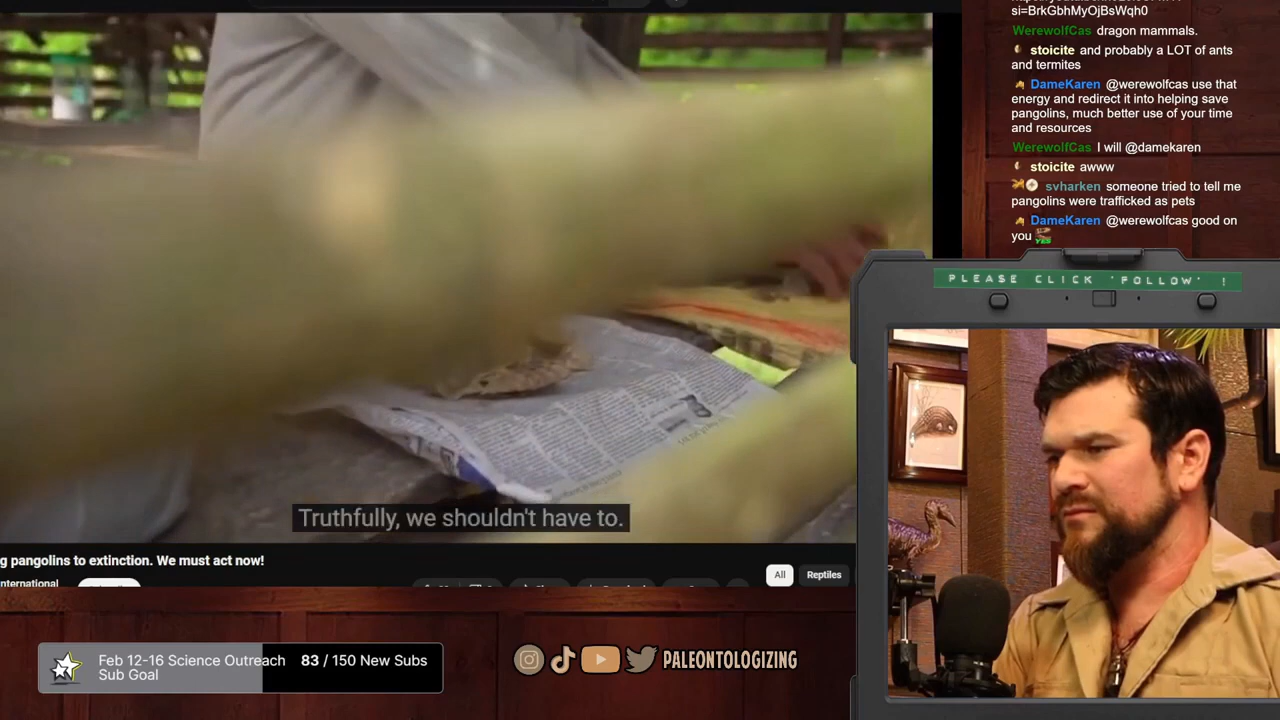 si=BrkGbhMyOjBsWqh0
WerewolfCas dragon mammals.
stoicite and probably a LOT of ants
and termites
DameKaren @werewolfcas use that
energy and redirect it into helping save
pangolins, much better use of your time
and resources
WerewolfCas I will @damekaren
stoicite awww
svharken someone tried to tell me
pangolins were trafficked as pets
DameKaren @werewolfcas good on
you YES
PLEASE CLICK 'FOLLOW' !
Truthfully, we shouldn't have to.
g pangolins to extinction. We must act now!
nternational
All Reptiles
Feb 12-16 Science Outreach 83 / 150 New Subs
Sub Goal
PALEONTOLOGIZING